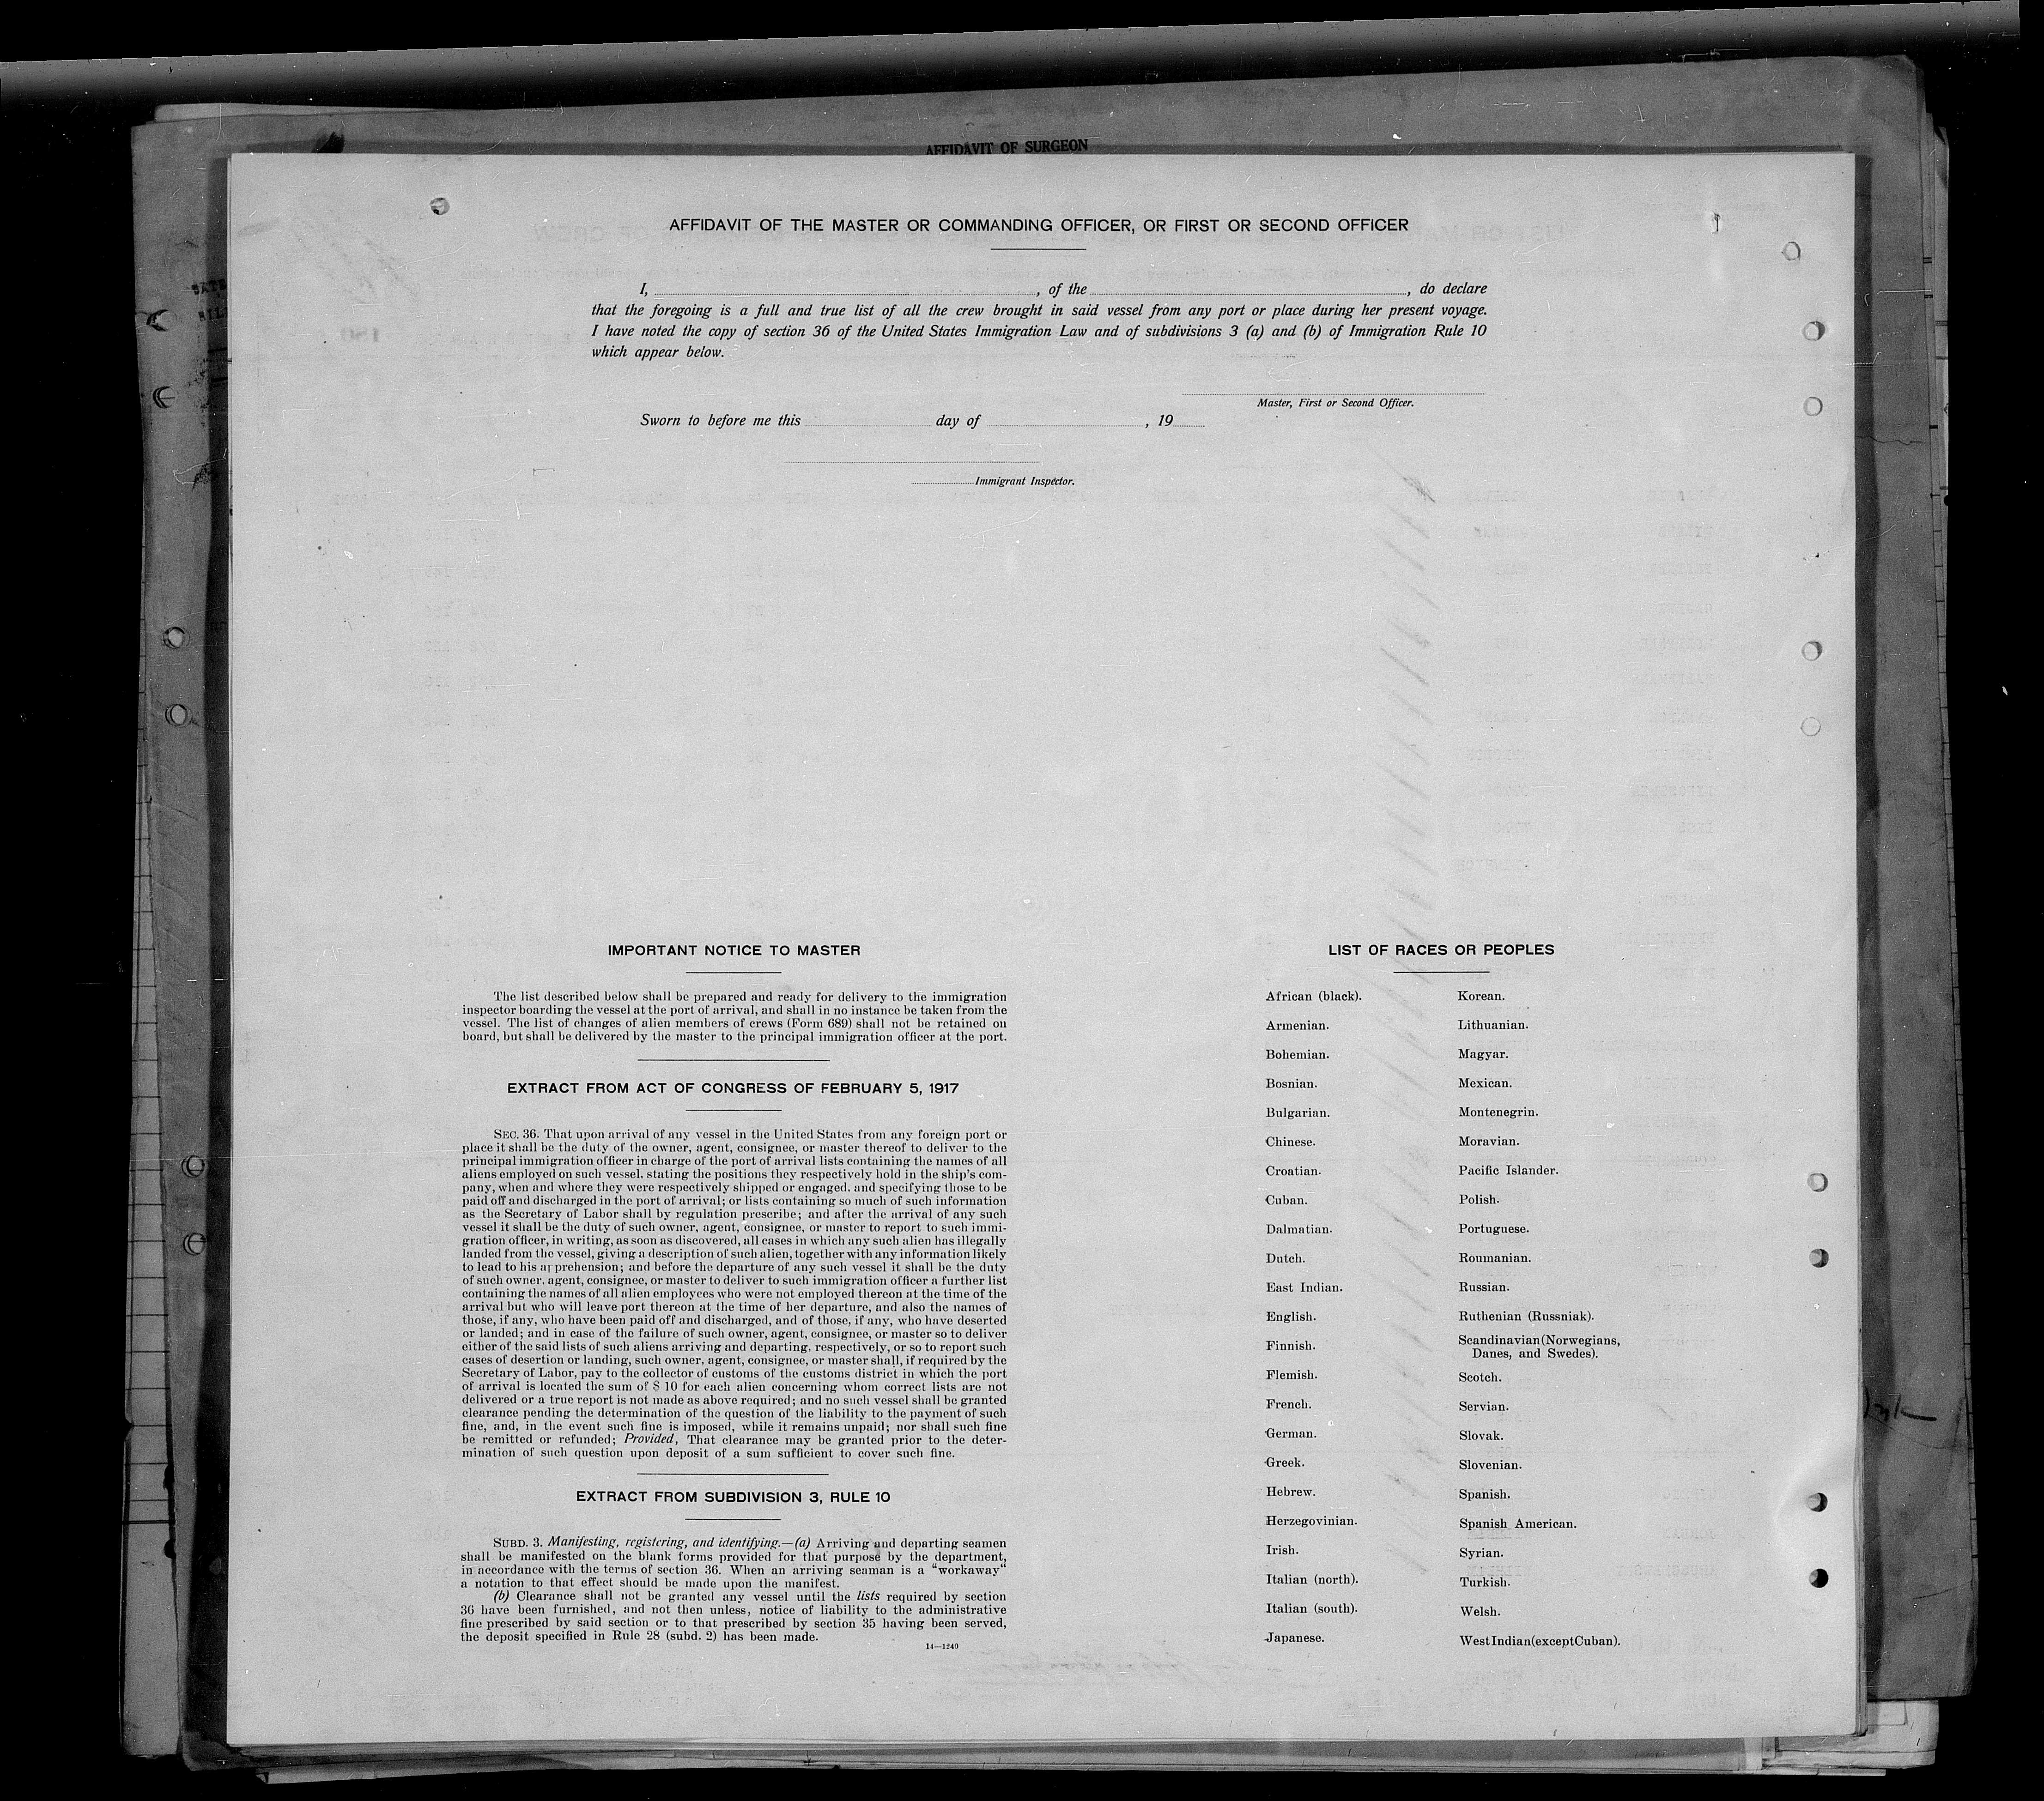 AFFIDAVIT OF SURGEON
AFFIDAVIT OF THE MASTER OR COMMANDING OFFICER, OR FIRST OR SECOND OFFICER
I, , of the , do declare
that the foregoing is a full and true list of all the crew brought in said vessel from any port or place during her present voyage.
I have noted the copy of section 36 of the United States Immigration Law and of subdivisions 3 (a) and (b) of Immigration Rule 10
which appear below.
Master, First or Second Officer.
Sworn to before me this day of , 19
Immigrant Inspector.
IMPORTANT NOTICE TO MASTER
The list described below shall be prepared and ready for delivery to the immigration
inspector boarding the vessel at the port of arrival, and shall in no instance be taken from the
vessel. The list of changes of alien members of crews (Form 689) shall not be retained on
board, but shall be delivered by the master to the principal immigration officer at the port.
EXTRACT FROM ACT OF CONGRESS OF FEBRUARY 5, 1917
SEC. 36. That upon arrival of any vessel in the United States from any foreign port or
place it shall be the duty of the owner, agent, consignee, or master thereof to deliver to the
principal immigration officer in charge of the port of arrival lists containing the names of all
aliens employed on such vessel, stating the positions they respectively hold in the ship's com-
pany, when and where they were respectively shipped or engaged, and specifying those to be
paid off and discharged in the port of arrival; or lists containing so much of such information
as the Secretary of Labor shall by regulation prescribe; and after the arrival of any such
vessel it shall be the duty of such owner, agent, consignee, or master to report to such immi-
gration officer, in writing, as soon as discovered, all cases in which any such alien has illegally
landed from the vessel, giving a description of such alien, together with any information likely
to lead to his apprehension; and before the departure of any such vessel it shall be the duty
of such owner, agent, consignee, or master to deliver to such immigration officer a further list
containing the names of all alien employees who were not employed thereon at the time of the
arrival but who will leave port thereon at the time of her departure, and also the names of
those, if any, who have been paid off and discharged, and of those, if any, who have deserted
or landed; and in case of the failure of such owner, agent, consignee, or master so to deliver
either of the said lists of such aliens arriving and departing, respectively, or so to report such
cases of desertion or landing, such owner, agent, consignee, or master shall, if required by the
Secretary of Labor, pay to the collector of customs of the customs district in which the port
of arrival is located the sum of $ 10 for each alien concerning whom correct lists are not
delivered or a true report is not made as above required; and no such vessel shall be granted
clearance pending the determination of the question of the liability to the payment of such
fine, and, in the event such fine is imposed, while it remains unpaid; nor shall such fine
be remitted or refunded; Provided, That clearance may be granted prior to the deter-
mination of such question upon deposit of a sum sufficient to cover such fine.
EXTRACT FROM SUBDIVISION 3, RULE 10
SUBD. 3. Manifesting, registering, and identifying.—(a) Arriving and departing seamen
shall be manifested on the blank forms provided for that purpose by the department,
in accordance with the terms of section 36. When an arriving seaman is a "workaway"
a notation to that effect should be made upon the manifest.
(b) Clearance shall not be granted any vessel until the lists required by section
36 have been furnished, and not then unless, notice of liability to the administrative
fine prescribed by said section or to that prescribed by section 35 having been served,
the deposit specified in Rule 28 (subd. 2) has been made.
14—1240
LIST OF RACES OR PEOPLES
African (black).
Armenian.
Bohemian.
Bosnian.
Bulgarian.
Chinese.
Croatian.
Cuban.
Dalmatian.
Dutch.
East Indian.
English.
Finnish.
Flemish.
French.
German.
Greek.
Hebrew.
Herzegovinian.
Irish.
Italian (north).
Italian (south).
Japanese.
Korean.
Lithuanian.
Magyar.
Mexican.
Montenegrin.
Moravian.
Pacific Islander.
Polish.
Portuguese.
Roumanian.
Russian.
Ruthenian (Russniak).
Scandinavian (Norwegians,
Danes, and Swedes).
Scotch.
Servian.
Slovak.
Slovenian.
Spanish.
Spanish American.
Syrian.
Turkish.
Welsh.
West Indian (except Cuban).